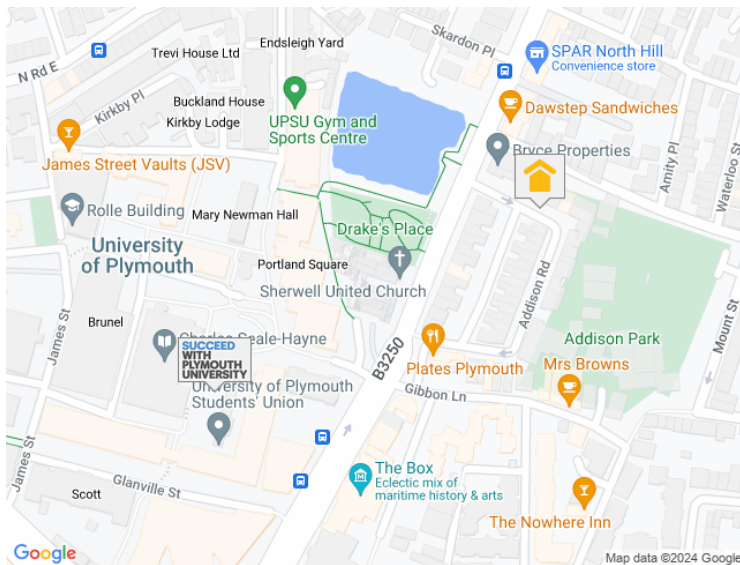 Endsleigh Yard
Skardon Pl
Trevi House Ltd
SPAR North Hill
Convenience store
N Rd E
Kirkby Pl
Buckland House
Kirkby Lodge
UPSU Gym and
Sports Centre
Dawstep Sandwiches
James Street Vaults (JSV)
Bryce Properties
Amity Pl
Waterloo St
Rolle Building
Mary Newman Hall
Drake's Place
University
of Plymouth
Portland Square
Sherwell United Church
Addison Rd
Mount St
James St
Brunel
Charles Seale-Hayne
SUCCEED
WITH
PLYMOUTH
UNIVERSITY
B3250
Addison Park
Plates Plymouth
Mrs Browns
University of Plymouth
Students' Union
Gibbon Ln
James St
Glanville St
Scott
The Box
Eclectic mix of
maritime history & arts
The Nowhere Inn
Google
Map data ©2024 Google